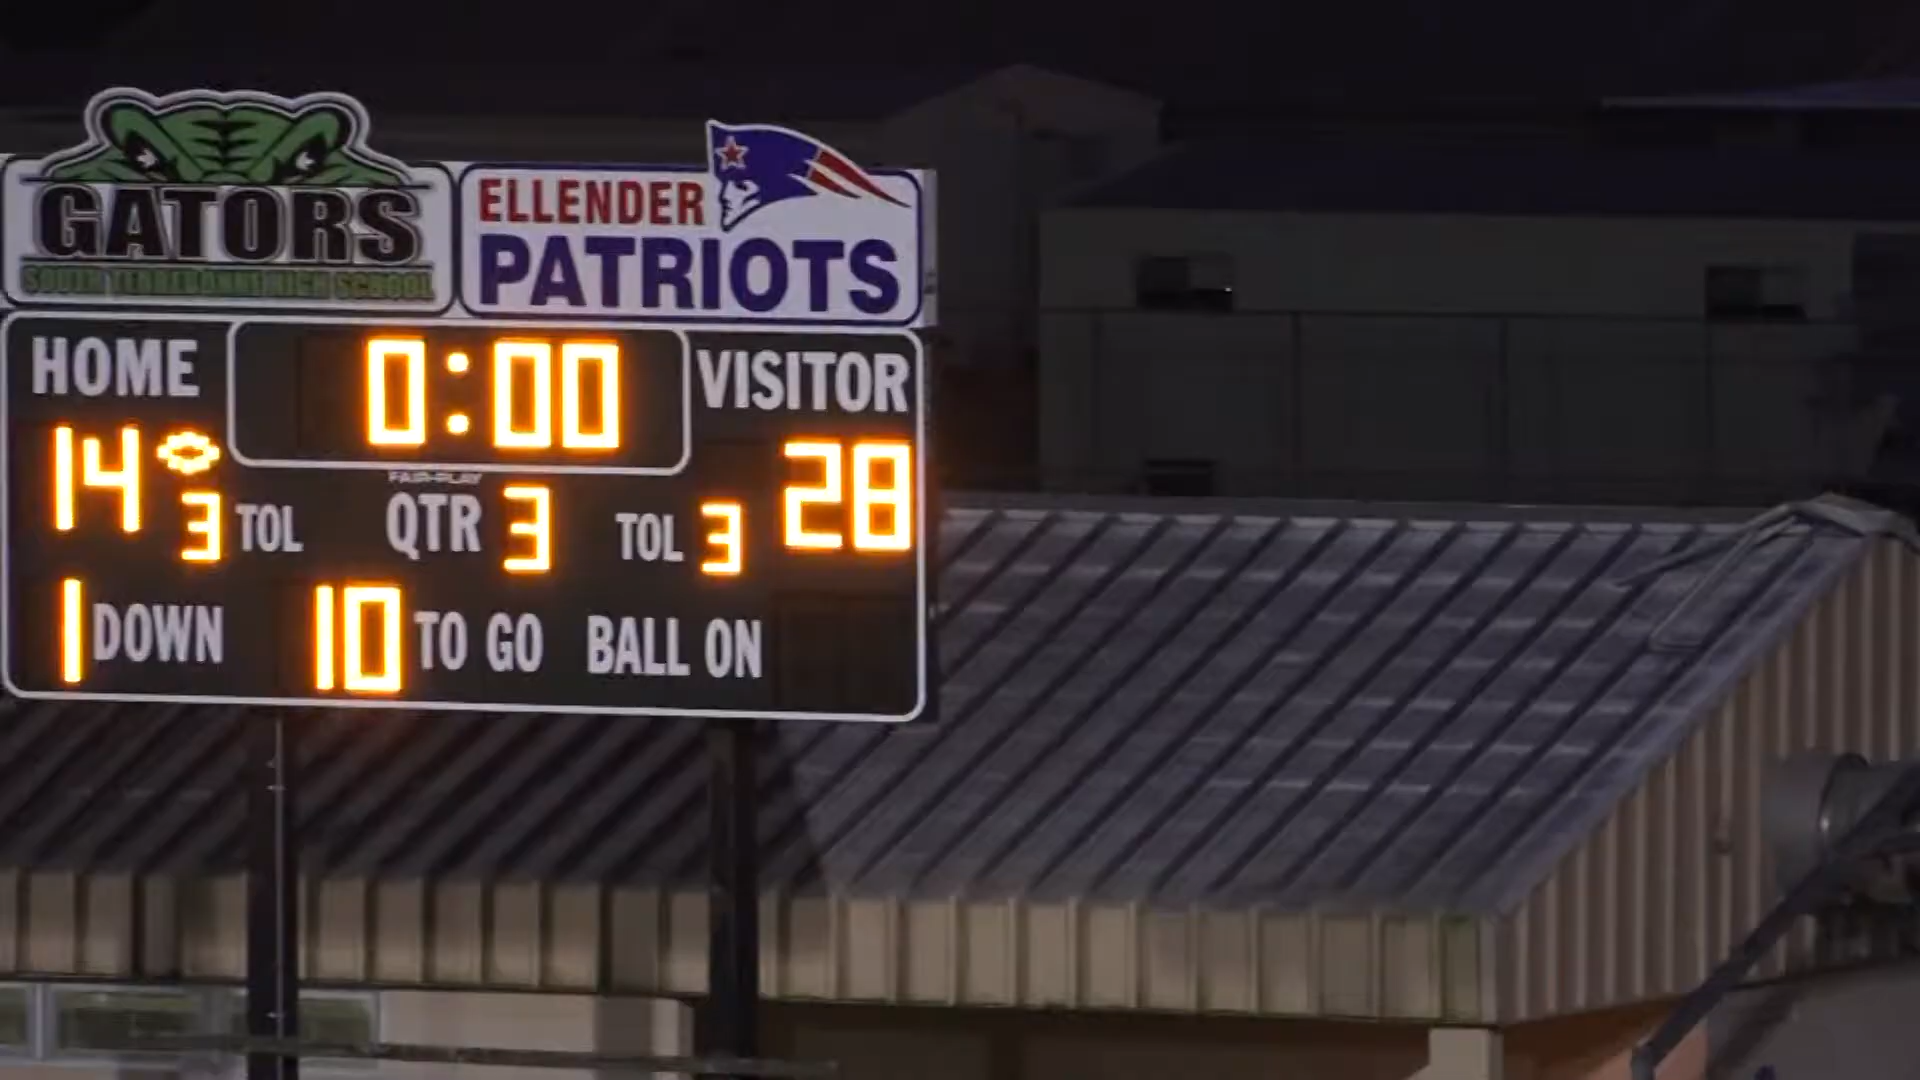 GATORS
SOUTH TERREBONNE HIGH SCHOOL
ELLENDER
PATRIOTS
HOME 0:00 VISITOR
14 28
FAIR-PLAY
3 TOL QTR 3 TOL 3
1 DOWN 10 TO GO BALL ON